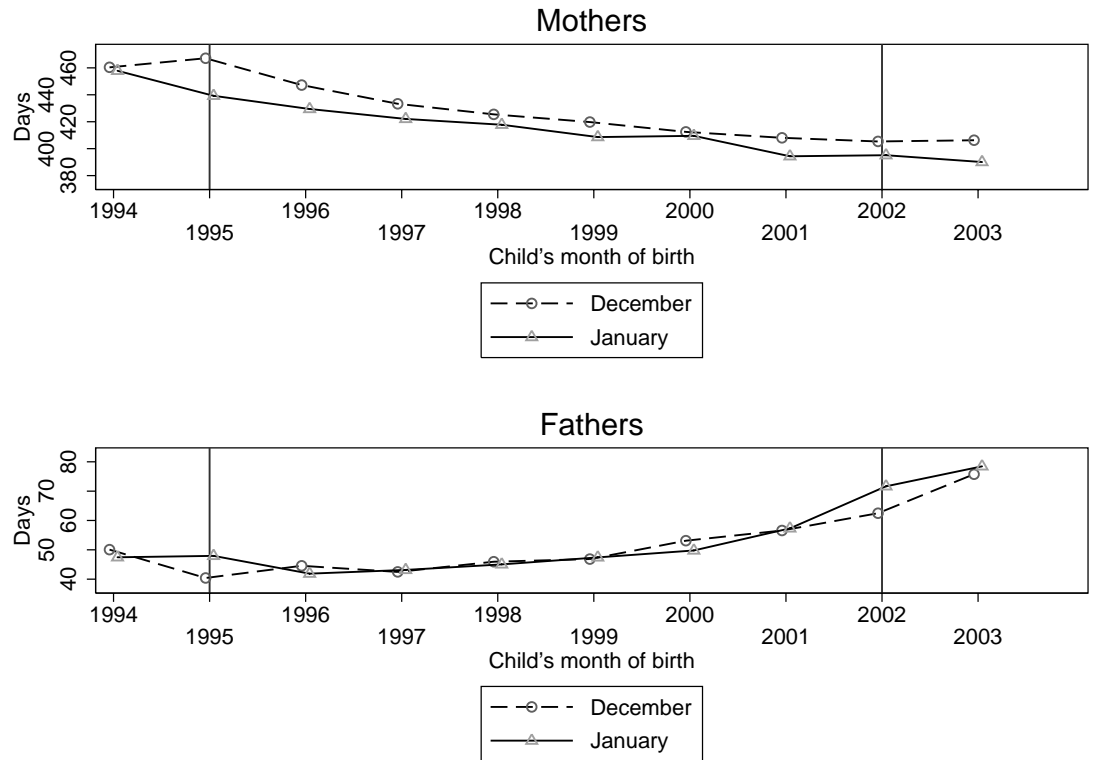 Mothers
Days
380 400 420 440 460
1994 1996 1998 2000 2002
1995 1997 1999 2001 2003
Child's month of birth
December
January
Fathers
Days
40 50 60 70 80
1994 1996 1998 2000 2002
1995 1997 1999 2001 2003
Child's month of birth
December
January